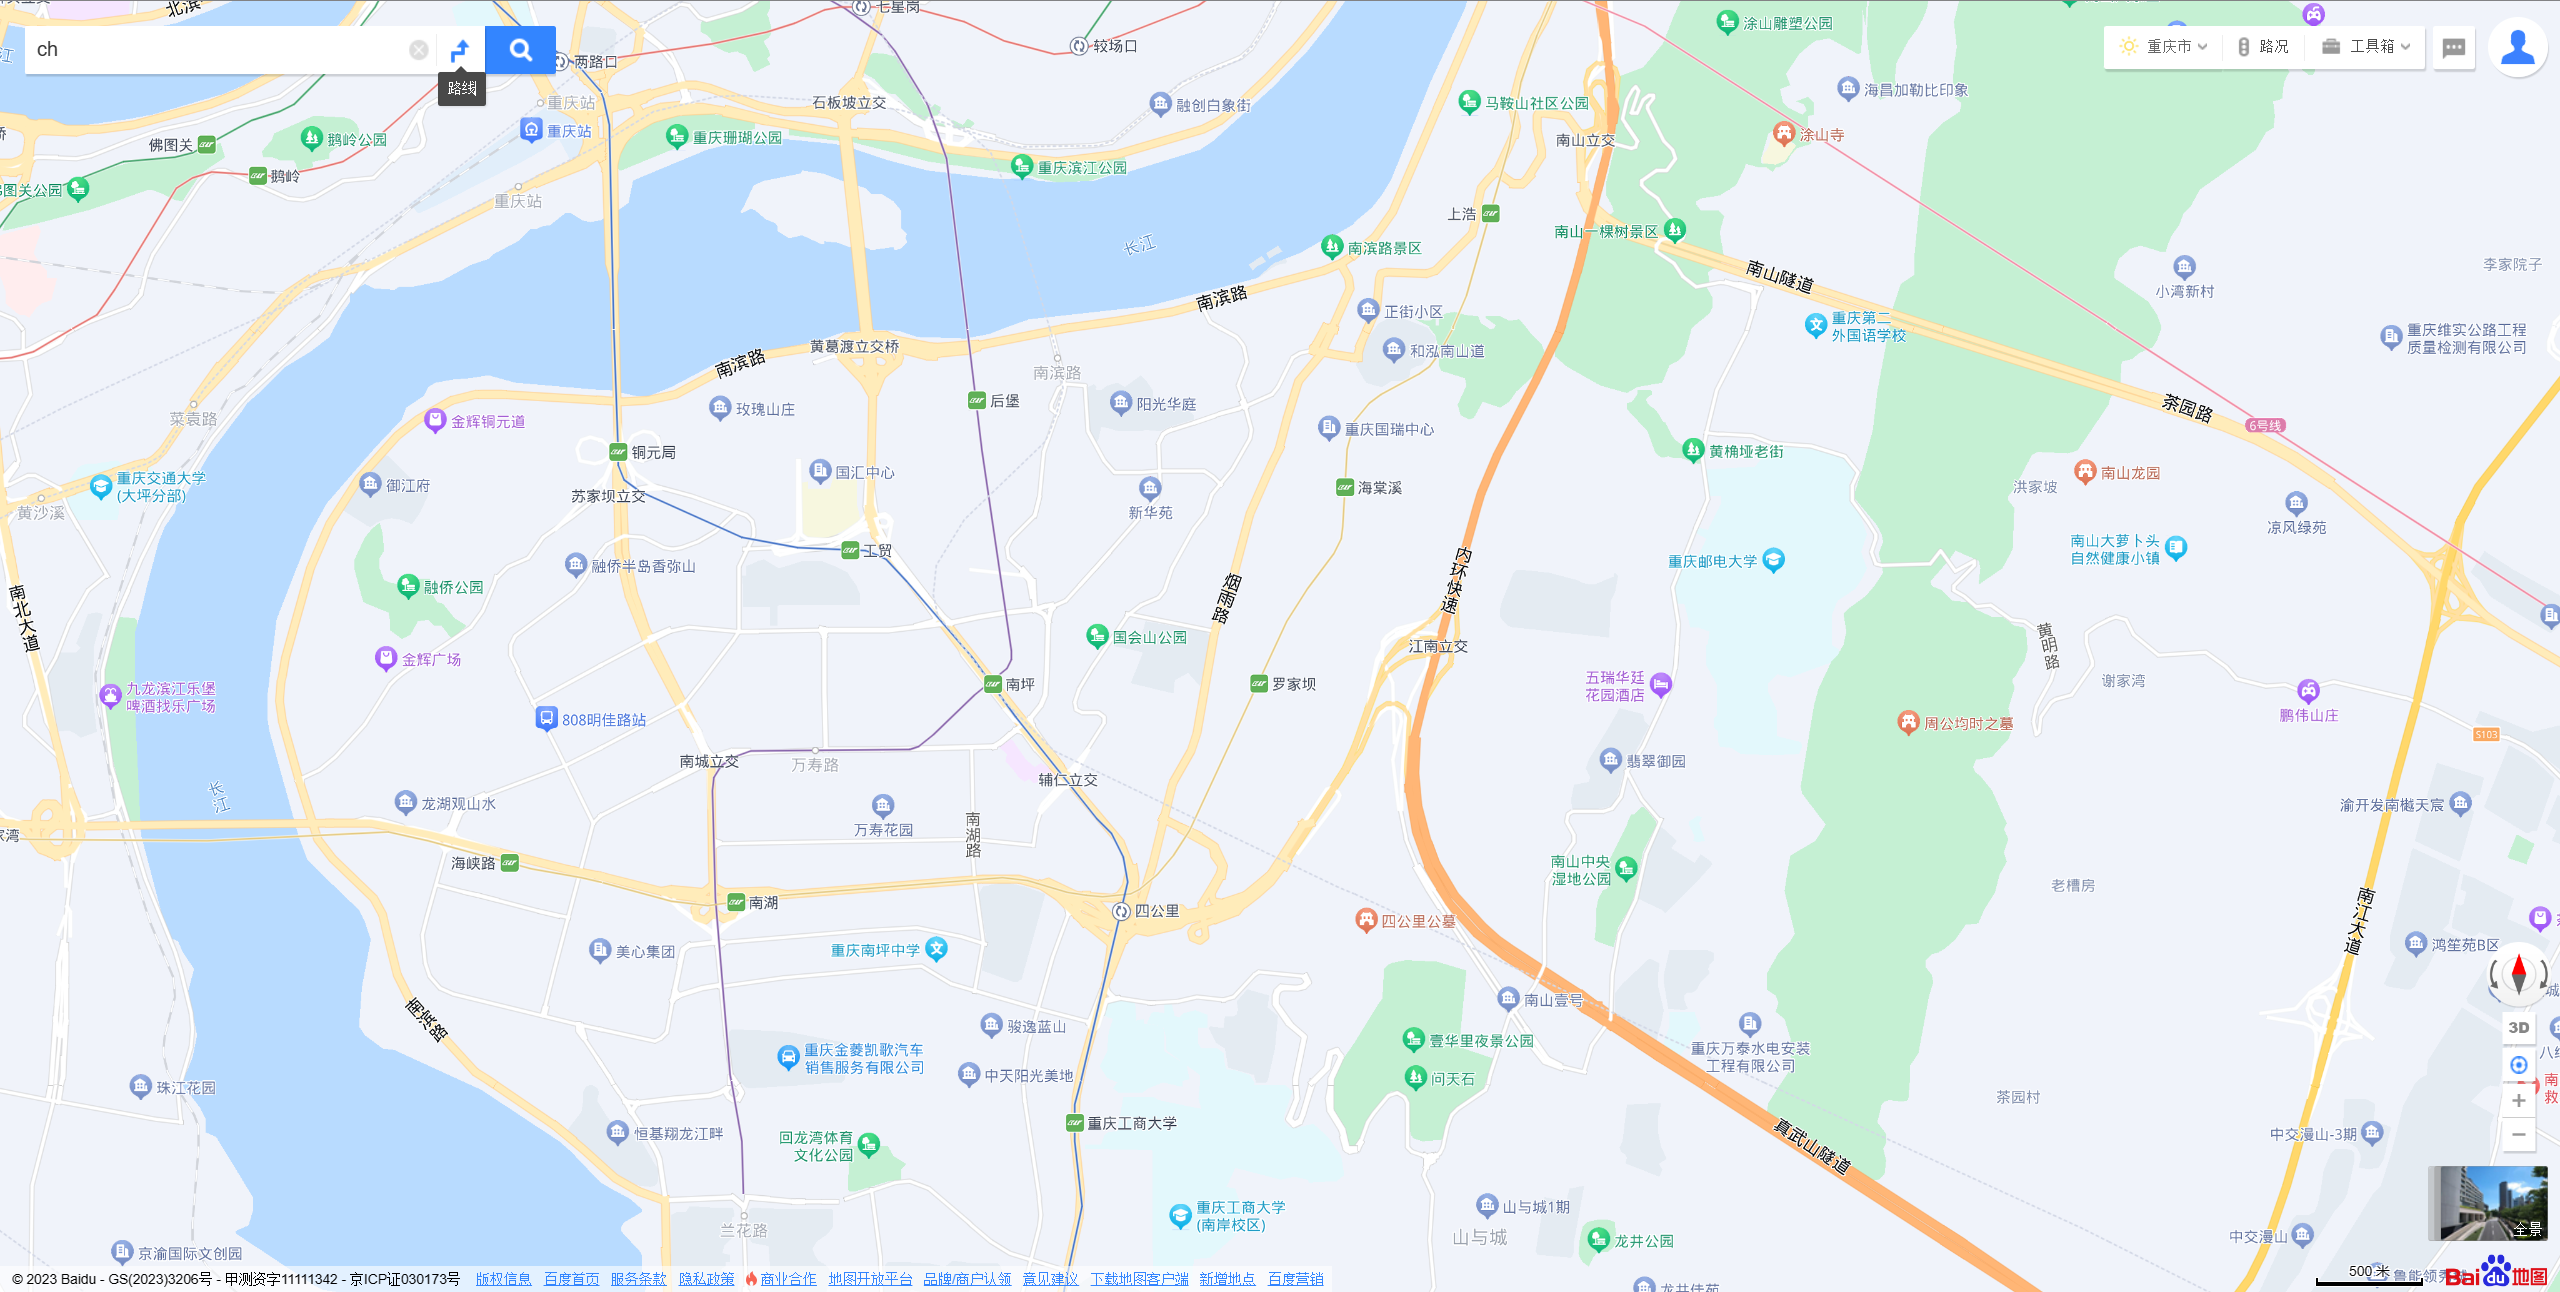 北滨
七星岗
较场口
涂山雕塑公园
ch
路线
两路口
重庆站
重庆站
石板坡立交
融创白象街
马鞍山社区公园
海昌加勒比印象
重庆市
路况
工具箱
佛图关
鹅岭公园
重庆珊瑚公园
重庆滨江公园
南山立交
涂山寺
鹅岭
图关公园
重庆站
上浩
南山一棵树景区
长江
南滨路景区
南山隧道
李家院子
小湾新村
南滨路
正街小区
重庆第二
外国语学校
重庆维实公路工程
质量检测有限公司
黄葛渡立交桥
南滨路
南滨路
和泓南山道
菜袁路
金辉铜元道
玫瑰山庄
后堡
阳光华庭
重庆国瑞中心
茶园路
6号线
铜元局
国汇中心
黄桷垭老街
重庆交通大学
(大坪分部)
御江府
苏家坝立交
新华苑
海棠溪
洪家坡
南山龙园
黄沙溪
凉风绿苑
工贸
融侨半岛香弥山
融侨公园
烟雨路
内环快速
重庆邮电大学
南山大萝卜头
自然健康小镇
南北大道
国会山公园
江南立交
黄明路
金辉广场
南坪
罗家坝
五瑞华廷
花园酒店
谢家湾
九龙滨江乐堡
啤酒找乐广场
808明佳路站
周公均时之墓
鹏伟山庄
S103
南城立交
万寿路
辅仁立交
翡翠御园
长江
龙湖观山水
万寿花园
南湖路
渝开发南樾天宸
家湾
海峡路
南山中央
湿地公园
老槽房
南湖
四公里
四公里公墓
南江大道
美心集团
重庆南坪中学
鸿笙苑B区
南滨路
骏逸蓝山
南山壹号
城
3D
重庆金菱凯歌汽车
销售服务有限公司
中天阳光美地
壹华里夜景公园
问天石
重庆万泰水电安装
工程有限公司
南
救
珠江花园
茶园村
恒基翔龙江畔
回龙湾体育
文化公园
重庆工商大学
真武山隧道
中交漫山-3期
重庆工商大学
(南岸校区)
山与城1期
山与城
龙井公园
兰花路
中交漫山
全景
京渝国际文创园
© 2023 Baidu - GS(2023)3206号 - 甲测资字11111342 - 京ICP证030173号 版权信息 百度首页 服务条款 隐私政策 商业合作 地图开放平台 品牌/商户认领 意见建议 下载地图客户端 新增地点 百度营销
龙井佳苑
500 米
鲁能领秀
Bai du 地图